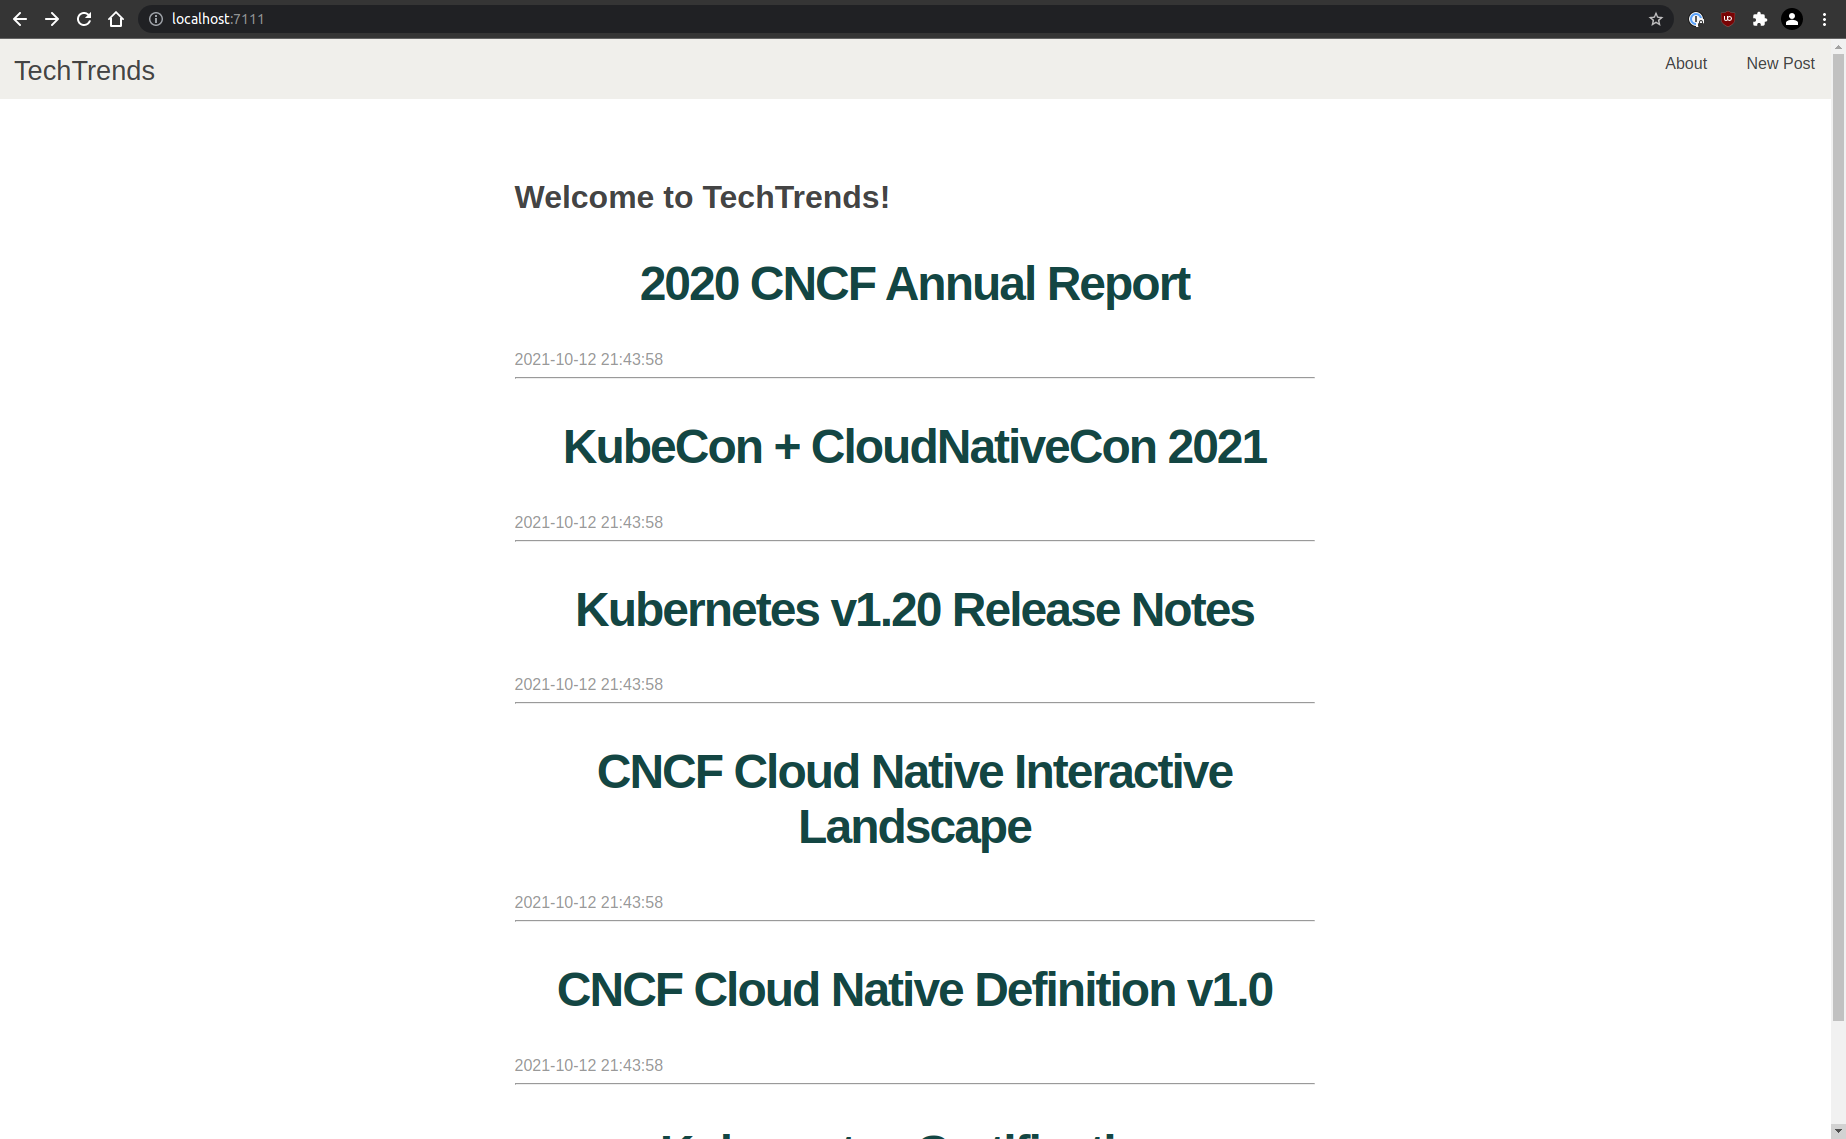 localhost:7111
TechTrends
About
New Post
Welcome to TechTrends!
2020 CNCF Annual Report
2021-10-12 21:43:58
KubeCon + CloudNativeCon 2021
2021-10-12 21:43:58
Kubernetes v1.20 Release Notes
2021-10-12 21:43:58
CNCF Cloud Native Interactive
Landscape
2021-10-12 21:43:58
CNCF Cloud Native Definition v1.0
2021-10-12 21:43:58